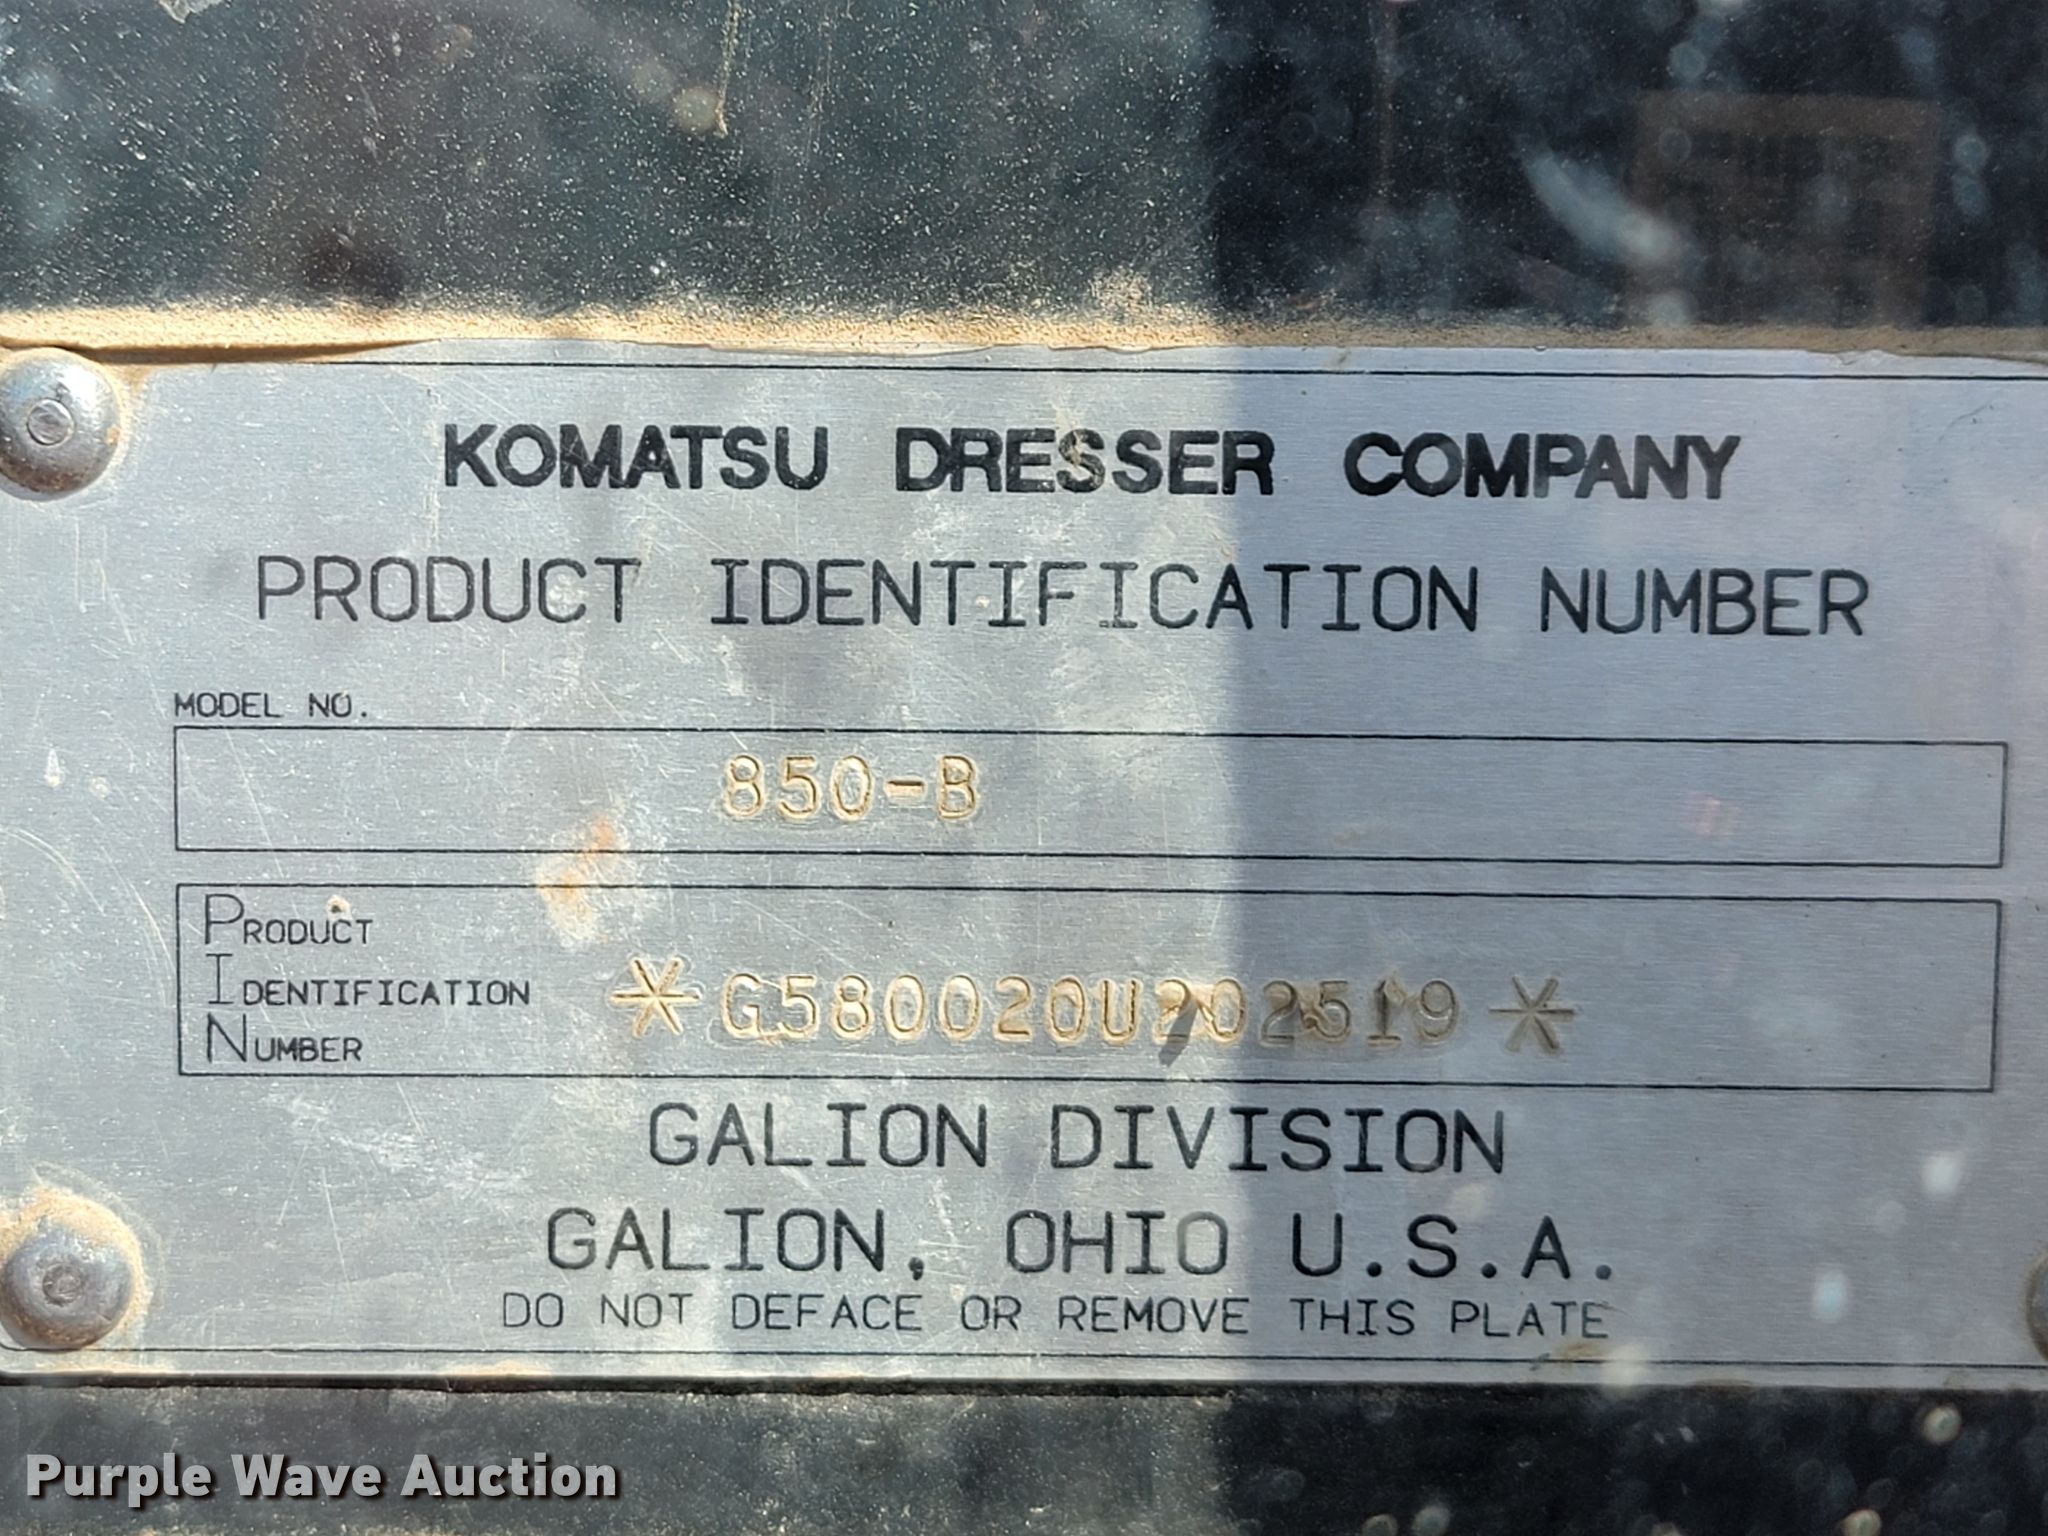 KOMATSU DRESSER COMPANY
PRODUCT IDENTIFICATION NUMBER
MODEL NO.
850-B
PRODUCT
IDENTIFICATION
NUMBER
*G580020U202519*
GALION DIVISION
GALION, OHIO U.S.A.
DO NOT DEFACE OR REMOVE THIS PLATE
Purple Wave Auction